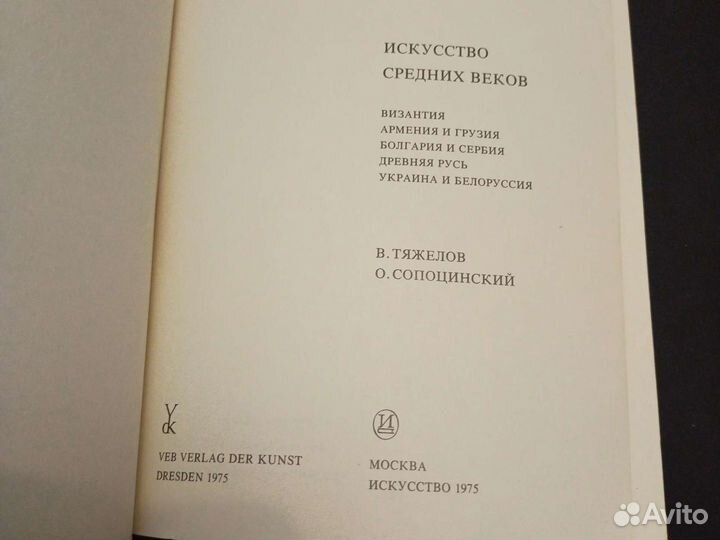 ИСКУССТВО
СРЕДНИХ ВЕКОВ
ВИЗАНТИЯ
АРМЕНИЯ И ГРУЗИЯ
БОЛГАРИЯ И СЕРБИЯ
ДРЕВНЯЯ РУСЬ
УКРАИНА И БЕЛОРУССИЯ
В. ТЯЖЕЛОВ
О. СОПОЦИНСКИЙ
VdK
VEB VERLAG DER KUNST
DRESDEN 1975
И
МОСКВА
ИСКУССТВО 1975
Avito